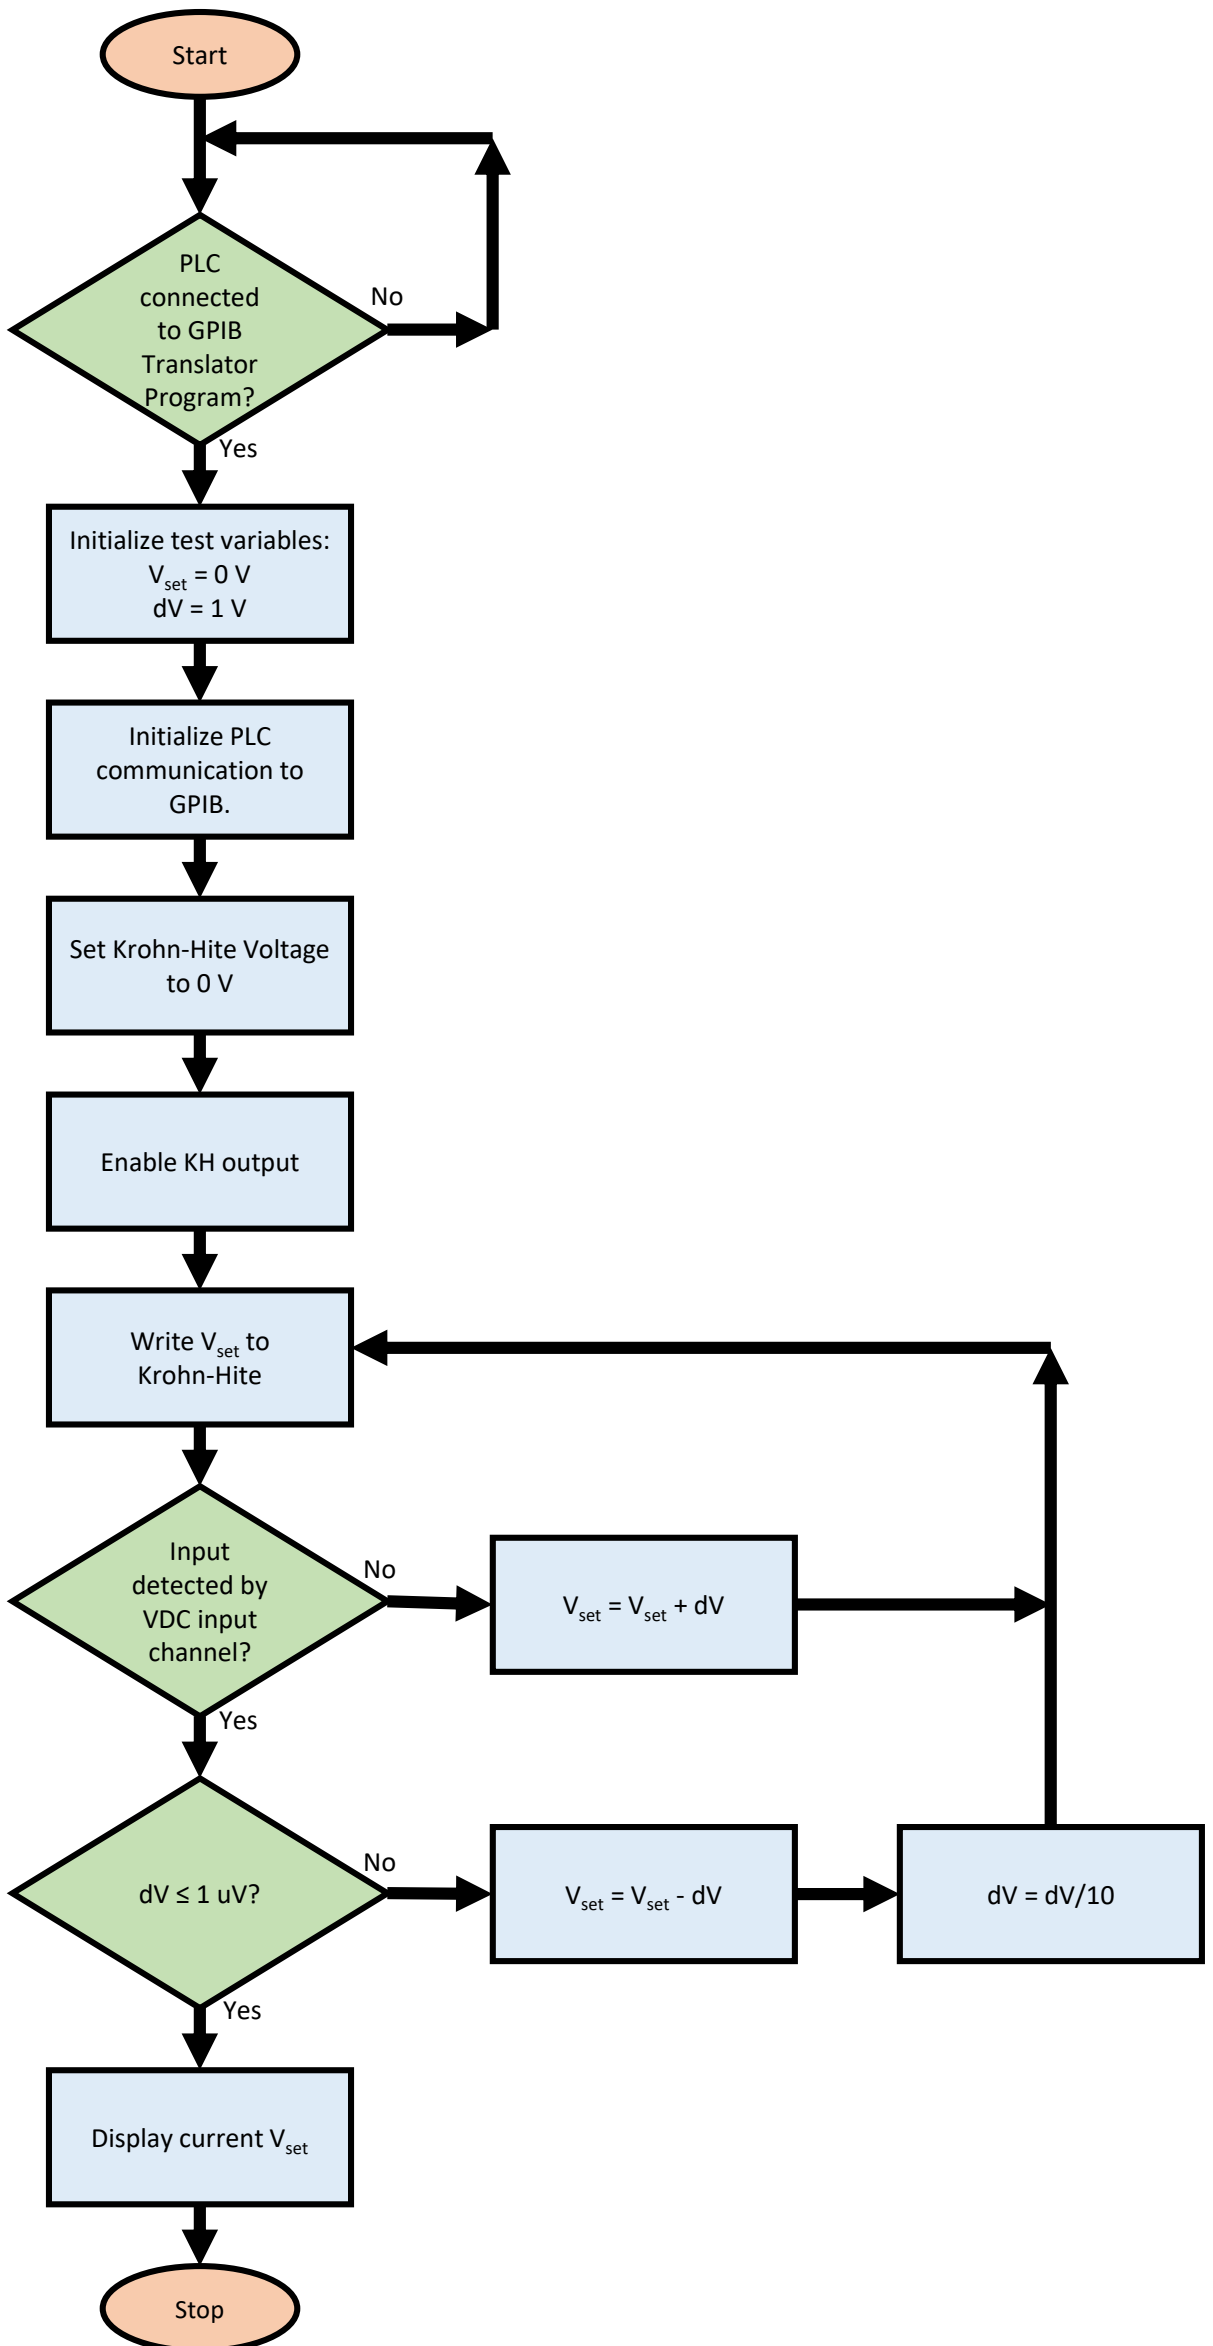 Start
PLC
connected
to GPIB
Translator
Program?
No
Yes
Initialize test variables:
Vset = 0 V
dV = 1 V
Initialize PLC
communication to
GPIB.
Set Krohn-Hite Voltage
to 0 V
Enable KH output
Write Vset to
Krohn-Hite
Input
detected by
VDC input
channel?
No
Vset = Vset + dV
Yes
dV ≤ 1 uV?
No
Vset = Vset - dV
dV = dV/10
Yes
Display current Vset
Stop